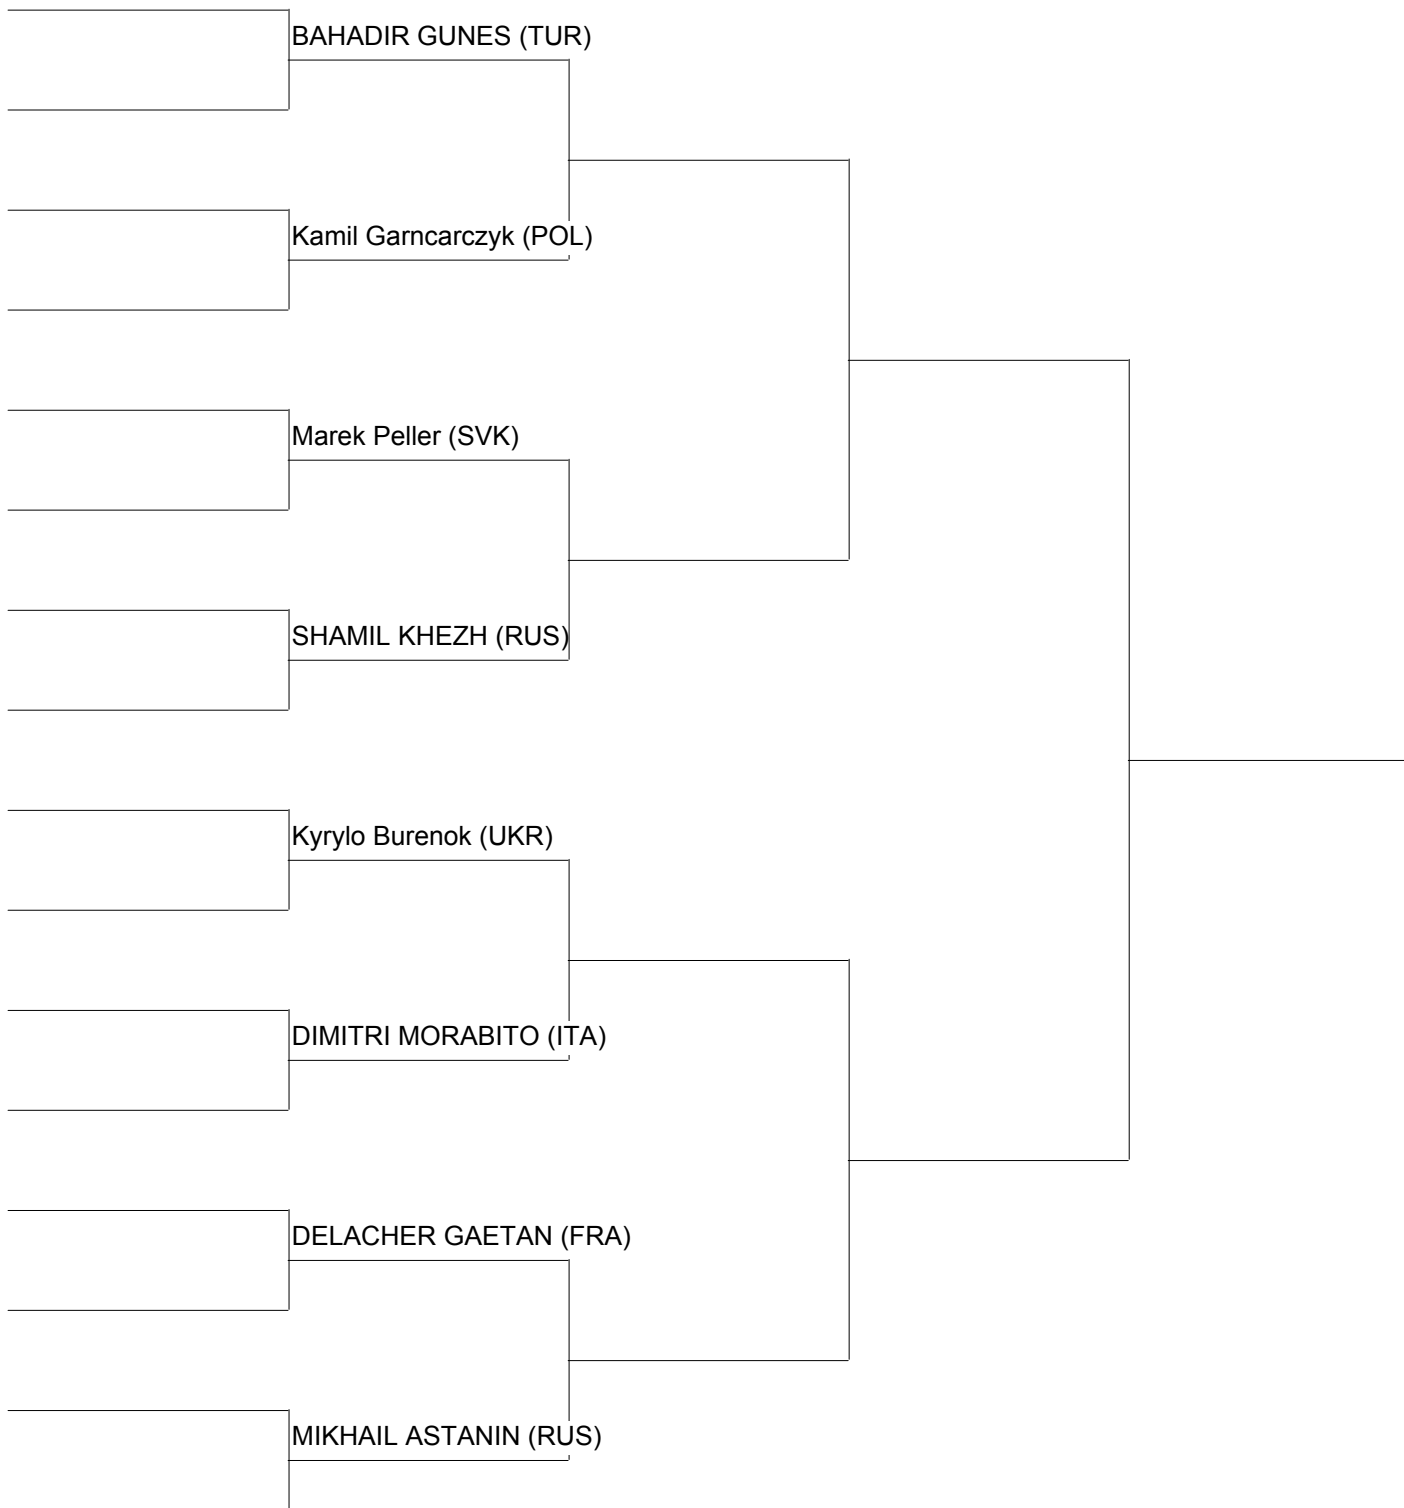 BAHADIR GUNES (TUR)
Kamil Garncarczyk (POL)
Marek Peller (SVK)
SHAMIL KHEZH (RUS)
Kyrylo Burenok (UKR)
DIMITRI MORABITO (ITA)
DELACHER GAETAN (FRA)
MIKHAIL ASTANIN (RUS)